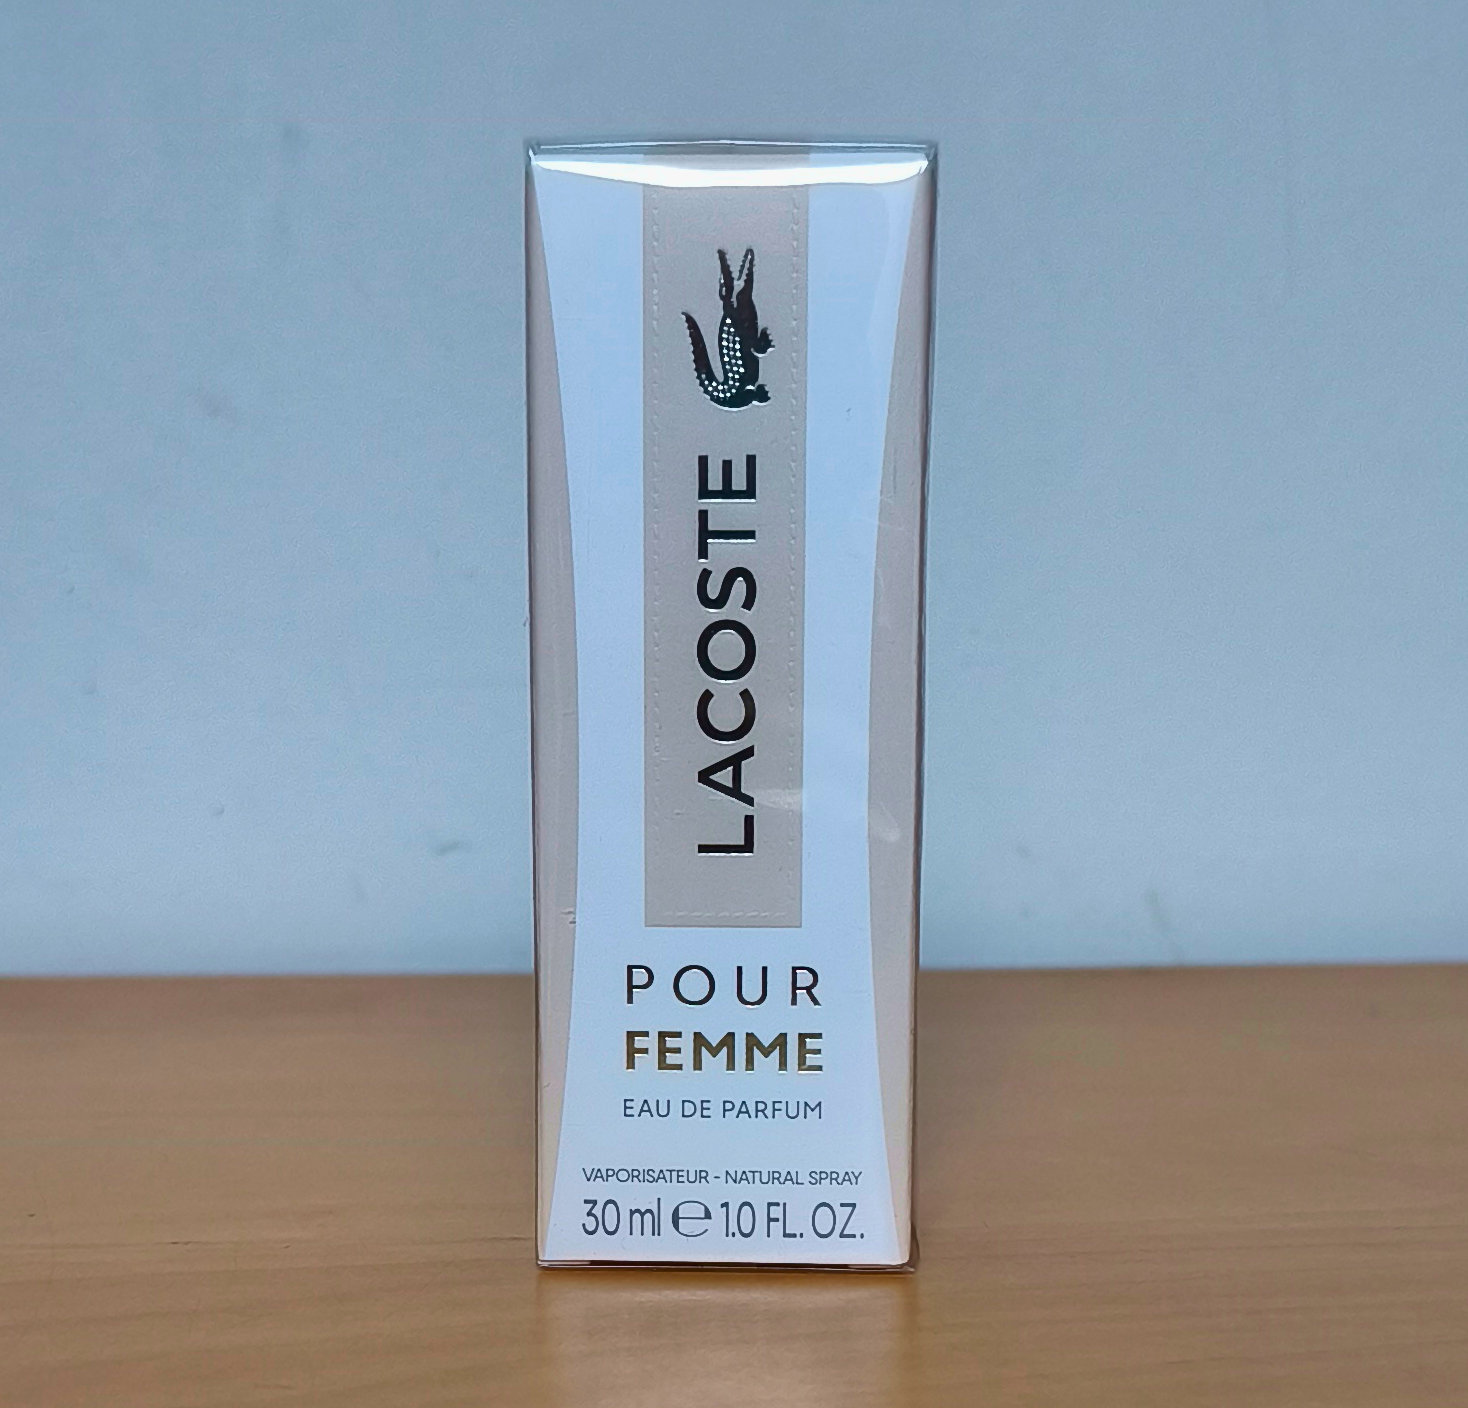 LACOSTE
POUR
FEMME
EAU DE PARFUM
VAPORISATEUR - NATURAL SPRAY
30 ml ℮ 1.0 FL. OZ.